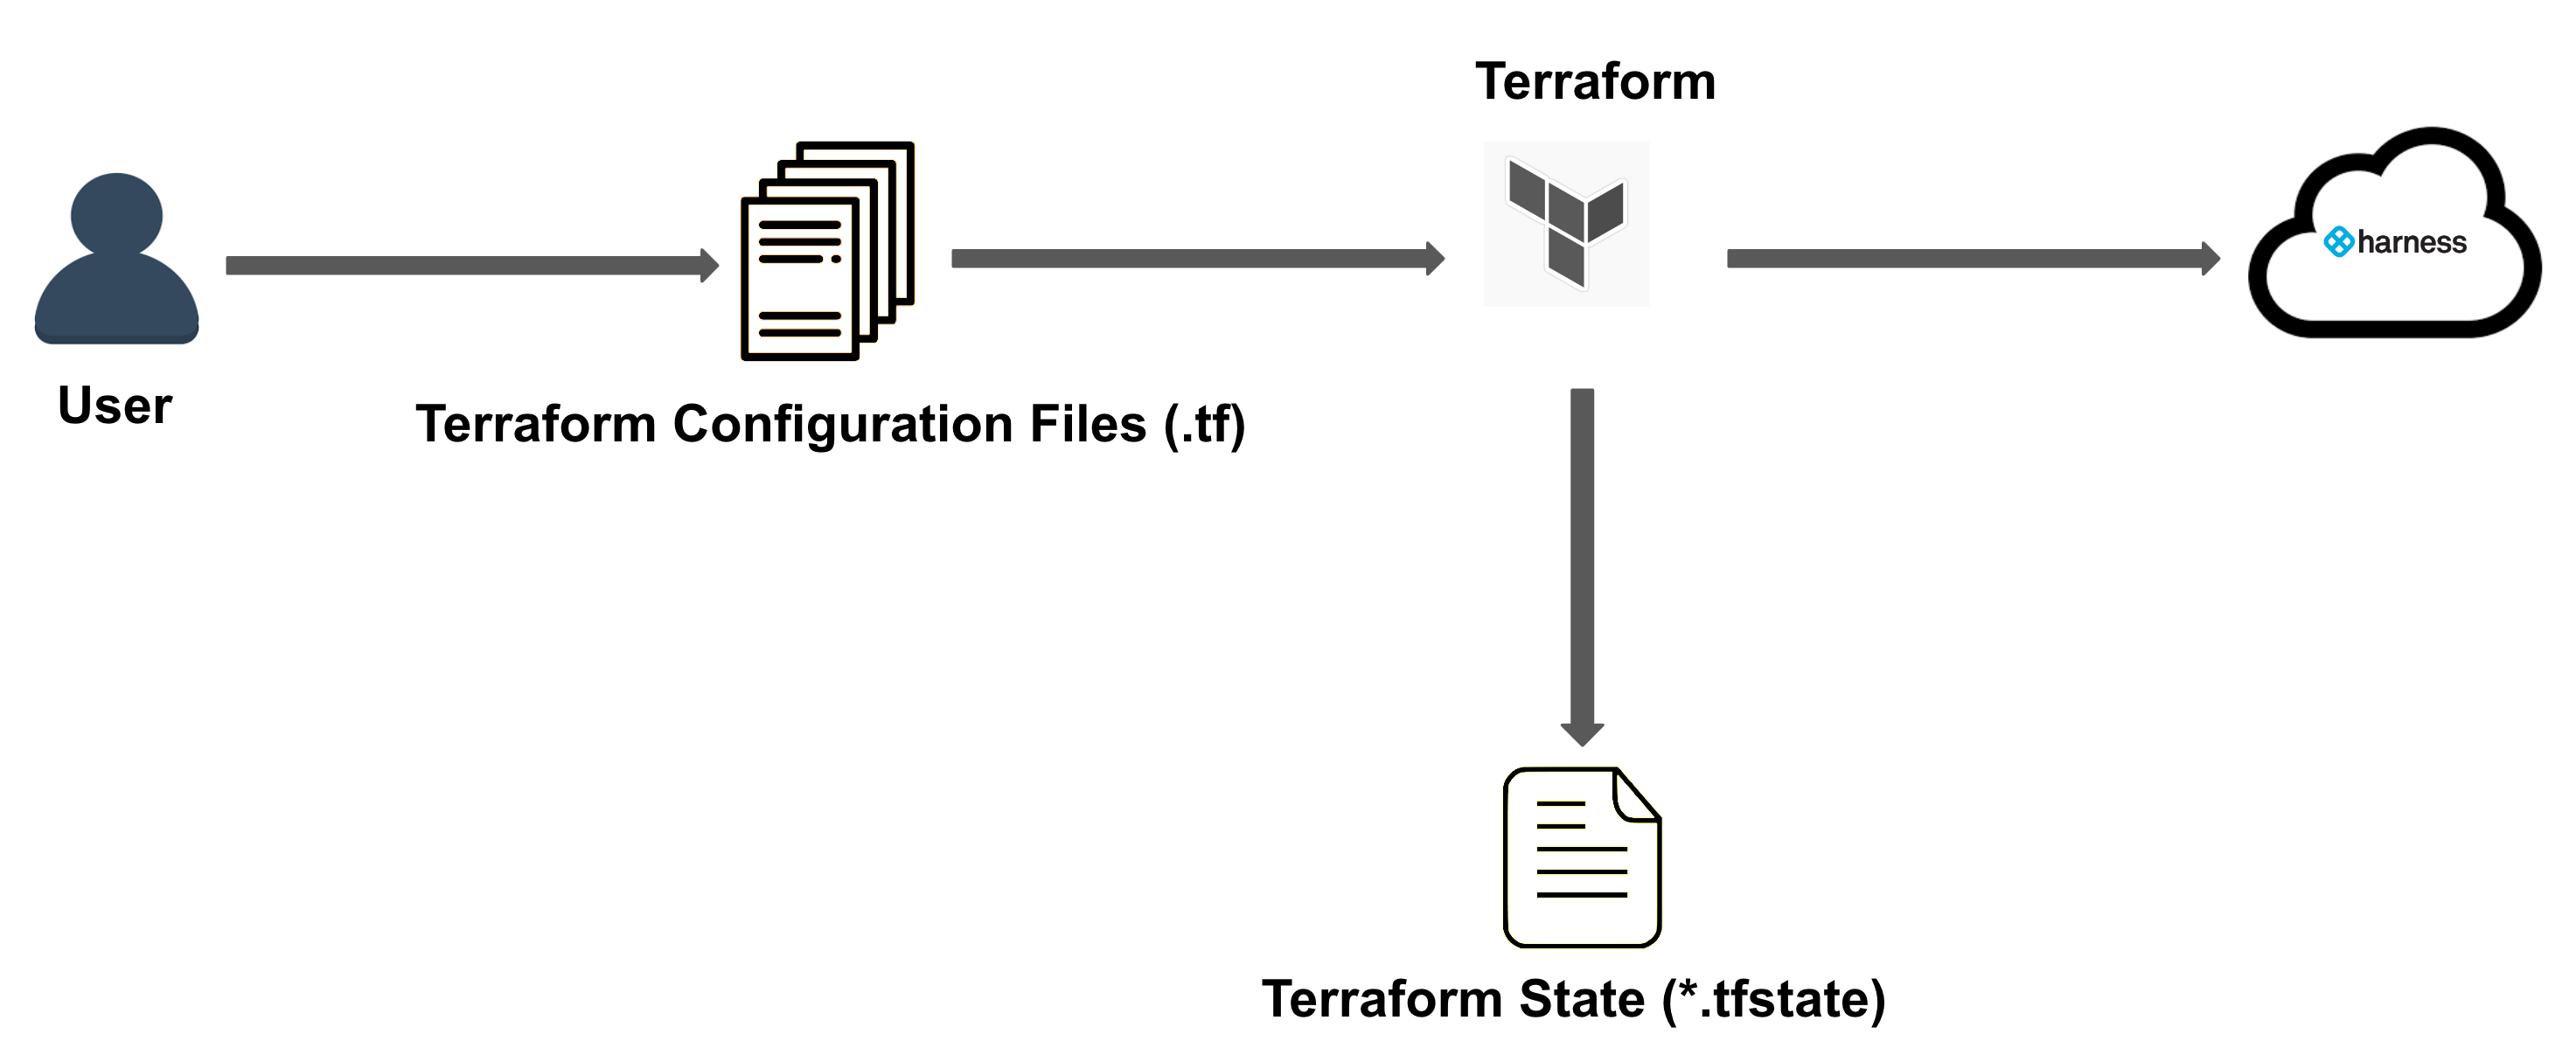 Terraform
harness
User
Terraform Configuration Files (.tf)
Terraform State (*.tfstate)